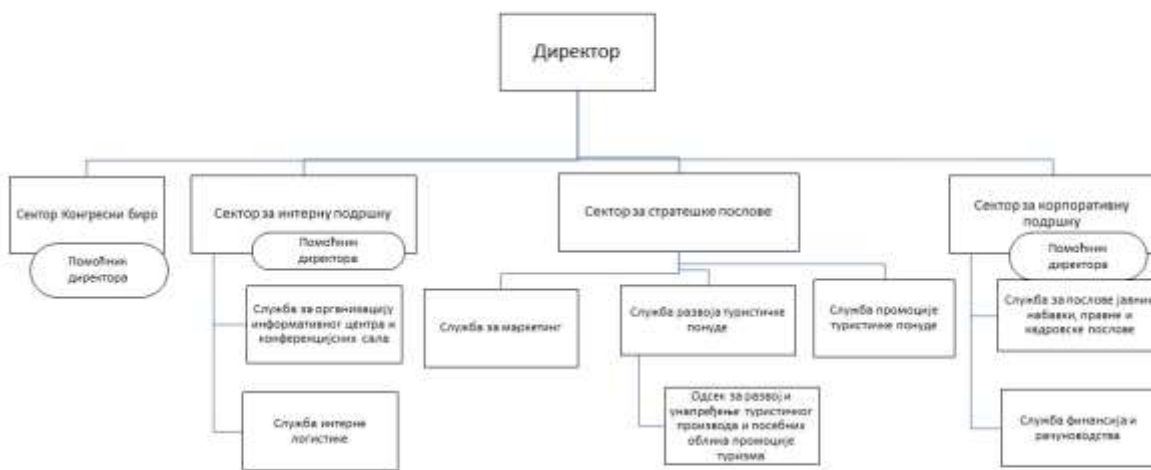 Директор
Сектор Конгресни биро
Помоћник
директора
Сектор за интерну подршку
Помоћник
директора
Служба за организацију
информативног центра и
конференцијских сала
Служба интерне
логистике
Сектор за стратешке послове
Служба за маркетинг
Служба развоја туристичке
понуде
Одсек за развој и
унапређење туристичког
производа и посебних
облика промоције
туризма
Служба промоције
туристичке понуде
Сектор за корпоративну
подршку
Помоћник
директора
Служба за послове јавних
набавки, правне и
кадровске послове
Служба финансија и
рачуноводства